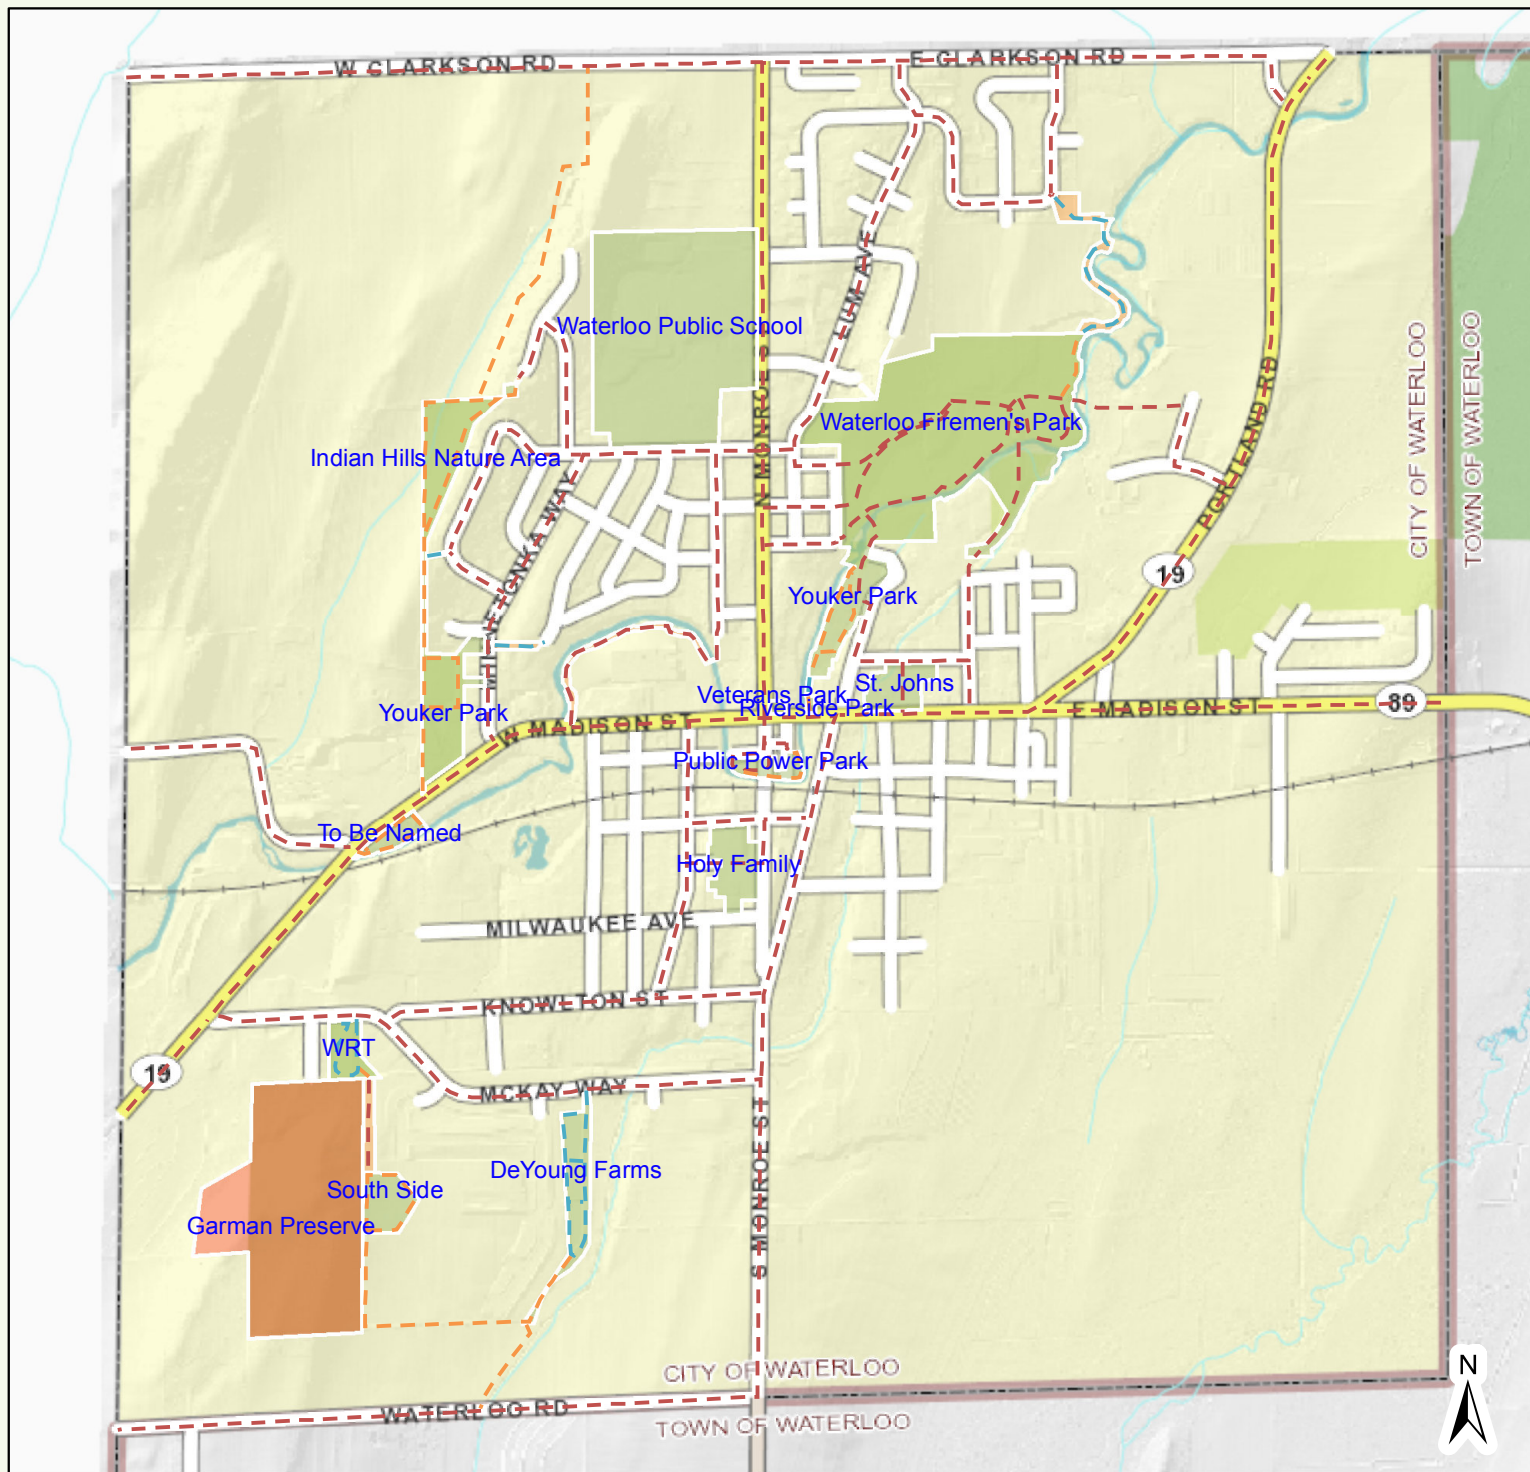 W CLARKSON RD
E CLARKSON RD
LUM AVE
Waterloo Public School
N MONROE S
PORTLAND RD
CITY OF WATERLOO
TOWN OF WATERLOO
Waterloo Firemen's Park
Indian Hills Nature Area
19
Youker Park
St. Johns
Veterans Park
Riverside Park
Youker Park
W MADISON ST
E MADISON ST
89
Public Power Park
To Be Named
Holy Family
MILWAUKEE AVE
KNOWLTON ST
WRT
19
MCKAY WAY
DeYoung Farms
South Side
Garman Preserve
S MONROE ST
CITY OF WATERLOO
WATERLOO RD
TOWN OF WATERLOO
N